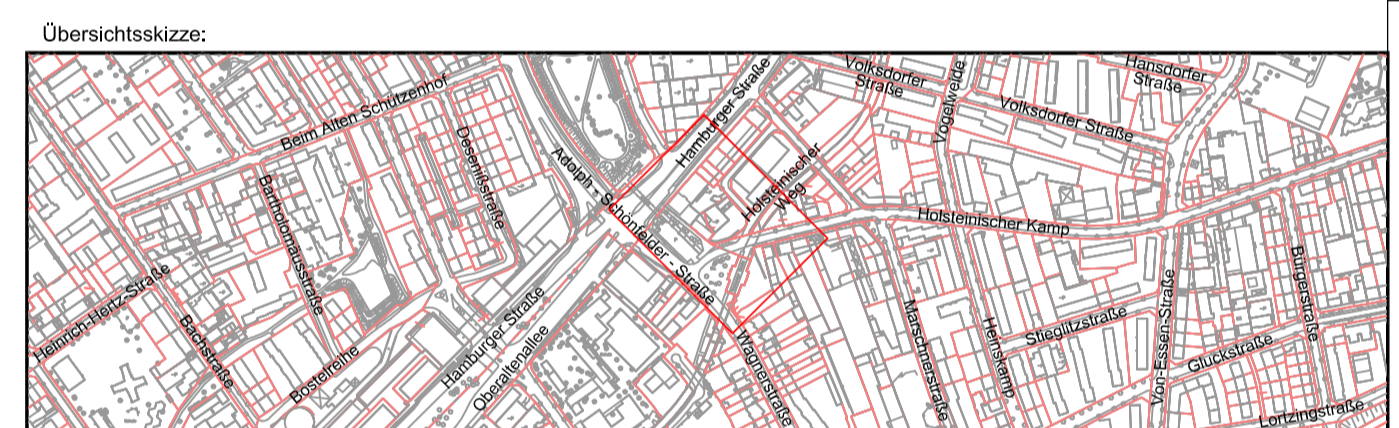 Übersichtsskizze:
Beim Alten Schützenhof
Desenißstraße
Bartholomäusstraße
Heinrich-Hertz-Straße
Bachstraße
Bostelreihe
Hamburger Straße
Oberaltenallee
Adolph - Schönfelder - Straße
Hamburger Straße
Holsteinischer
Weg
Wagnerstraße
Volksdorfer
Straße
Vogelweide
Volksdorfer Straße
Hansdorfer
Straße
Holsteinischer Kamp
Marschnerstraße
Heinskamp
Stieglitzstraße
Von-Essen-Straße
Gluckstraße
Bürgerstraße
Lortzingstraße